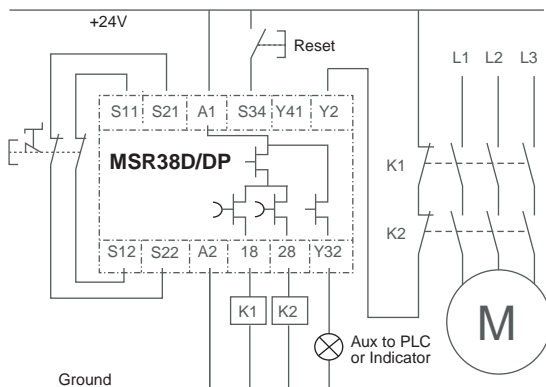 +24V
Reset
L1 L2 L3
S11 S21 A1 S34 Y41 Y2
MSR38D/DP
K1
K2
S12 S22 A2 18 28 Y32
K1 K2
M
Aux to PLC
or Indicator
Ground